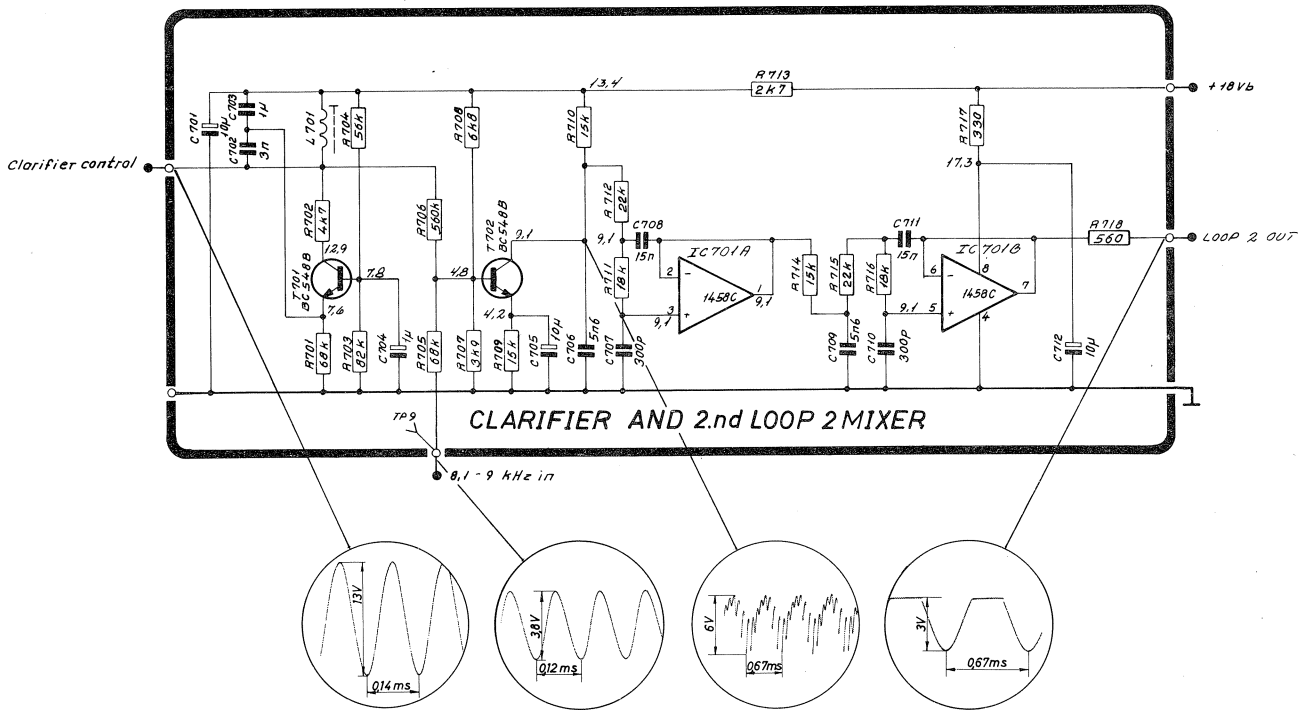 R713
2k7
13,4
+18Vb
C703
1µ
C701
10µ
C702
3n
L701
R704
56k
R708
6k8
R710
15k
R717
330
17,3
Clarifier control
R702
4k7
12,9
T701
BC548B
7,8
7,6
R706
560k
T702
BC548B
9,1
4,8
4,2
R712
22k
9,1
C708
15n
R711
18k
IC701A
2
-
1458C
1
9,1
3
+
9,1
R714
15k
R715
22k
R716
18k
C711
15n
IC701B
6
-
8
1458C
7
9,1
5
+
4
R718
560
LOOP 2 OUT
R701
68k
R703
82k
C704
1µ
R705
68k
R707
3k9
R709
15k
C705
10µ
C706
5n6
C707
300p
C709
5n6
C710
300p
C712
10µ
CLARIFIER AND 2.nd LOOP 2 MIXER
TP9
8,1 - 9 kHz in
13V
0,14ms
3,8V
0,12ms
6V
0,67ms
3V
0,67ms